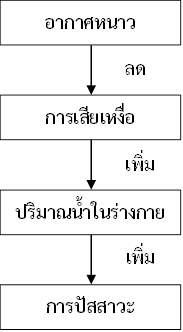 อากาศหนาว
ลด
การเสียเหงื่อ
เพิ่ม
ปริมาณน้ำในร่างกาย
เพิ่ม
การปัสสาวะ